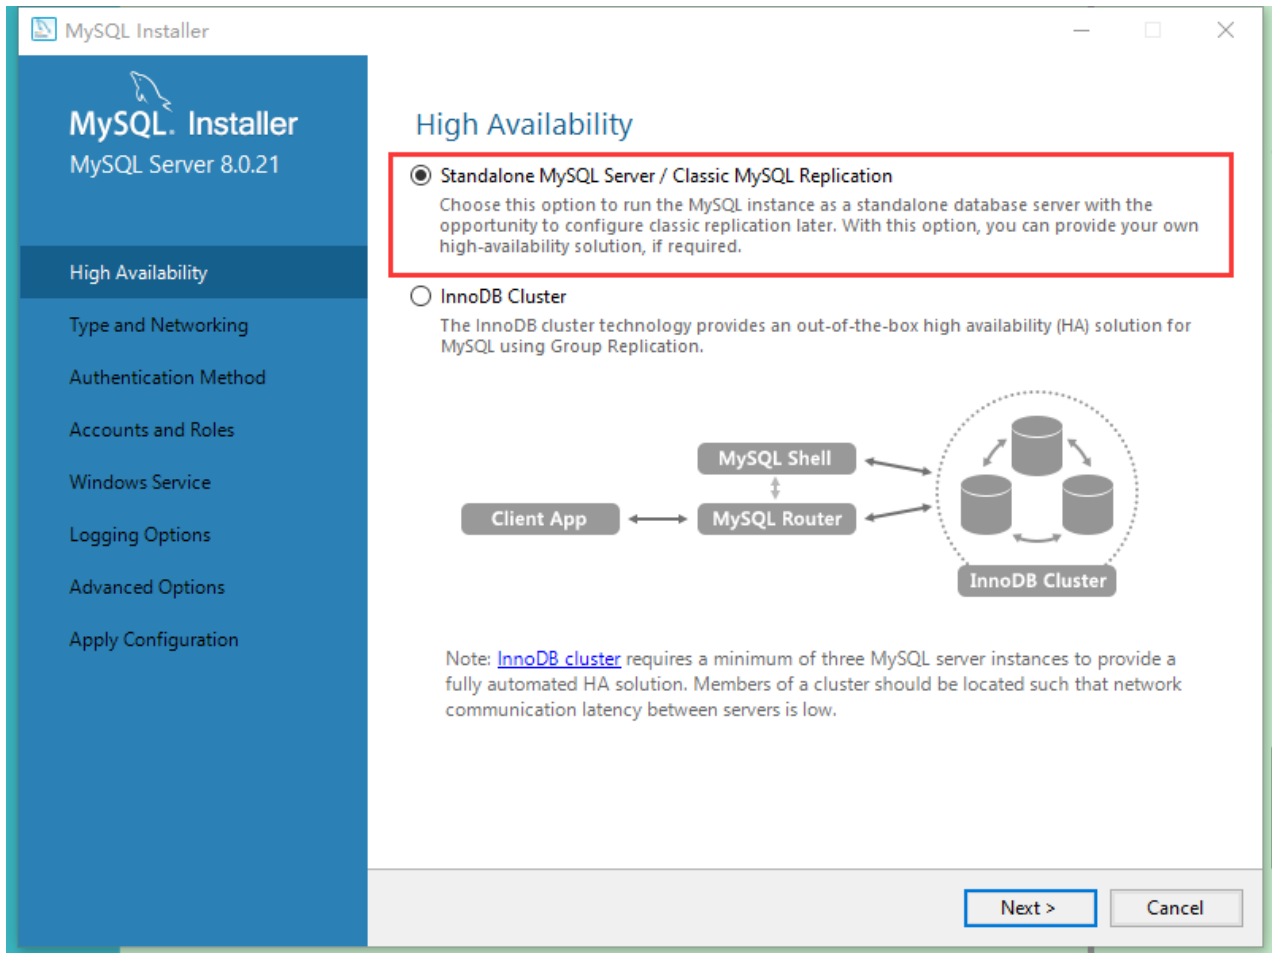 MySQL Installer
MySQL. Installer
MySQL Server 8.0.21
High Availability
Type and Networking
Authentication Method
Accounts and Roles
Windows Service
Logging Options
Advanced Options
Apply Configuration
High Availability
Standalone MySQL Server / Classic MySQL Replication
Choose this option to run the MySQL instance as a standalone database server with the
opportunity to configure classic replication later. With this option, you can provide your own
high-availability solution, if required.
InnoDB Cluster
The InnoDB cluster technology provides an out-of-the-box high availability (HA) solution for
MySQL using Group Replication.
MySQL Shell
Client App
MySQL Router
InnoDB Cluster
Note: InnoDB cluster requires a minimum of three MySQL server instances to provide a
fully automated HA solution. Members of a cluster should be located such that network
communication latency between servers is low.
Next >
Cancel